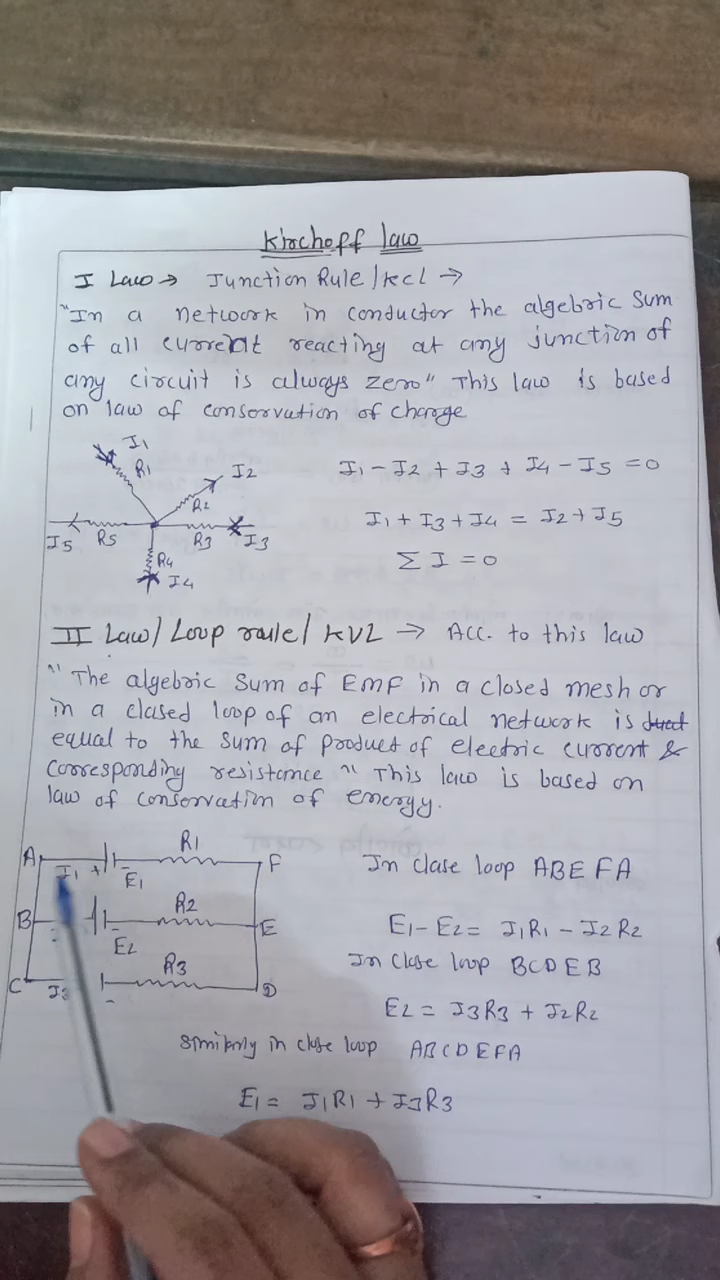 Kirchoff law
I Law → Junction Rule/KCL →
"In a network in conductor the algebric sum
of all current reacting at any junction of
any circuit is always zero" This law is based
on law of conservation of charge
I1
R1
I2
R2
I5 R5 R3 I3
R4
I4
I1 - I2 + I3 + I4 - I5 = 0
I1 + I3 + I4 = I2 + I5
Σ I = 0
II Law/Loop rule/KVL → Acc. to this law
"The algebric sum of EMF in a closed mesh or
in a clased loop of an electrical network is
equal to the sum of product of electric current &
corresponding resistance" This law is based on
law of conservation of energy.
A I1 + E1 R1 F
B E2 R2 E
C R3 D
In clase loop ABEFA
E1 - E2 = I1R1 - I2R2
In close loop BCDEB
E2 = I3R3 + I2R2
Similarly in close loop ABCDEFA
E1 = I1R1 + I3R3